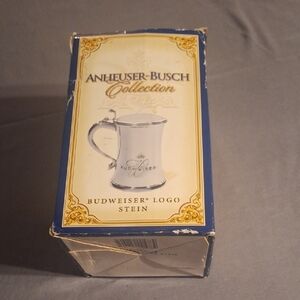 ANHEUSER-BUSCH
Collection
BUDWEISER® LOGO
STEIN